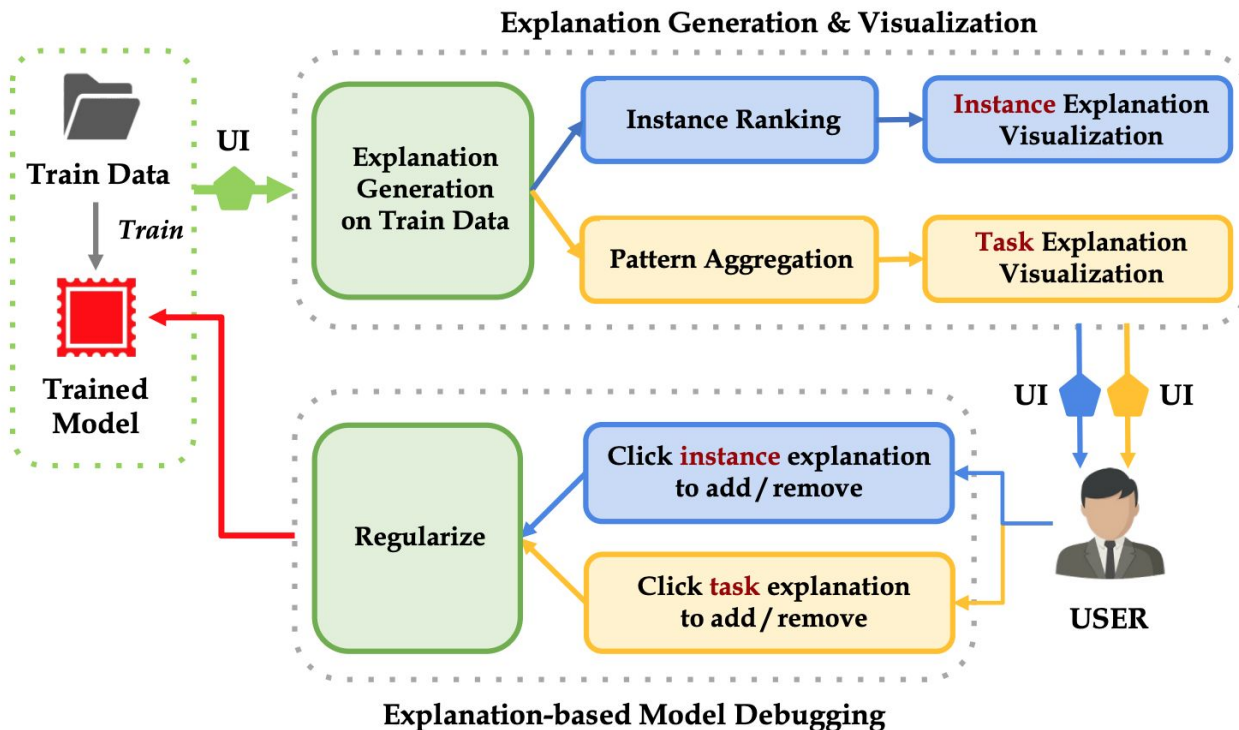 Explanation Generation & Visualization
Train Data
Train
Trained
Model
UI
Explanation
Generation
on Train Data
Instance Ranking
Instance Explanation
Visualization
Pattern Aggregation
Task Explanation
Visualization
UI
UI
USER
Click instance explanation
to add / remove
Click task explanation
to add / remove
Regularize
Explanation-based Model Debugging